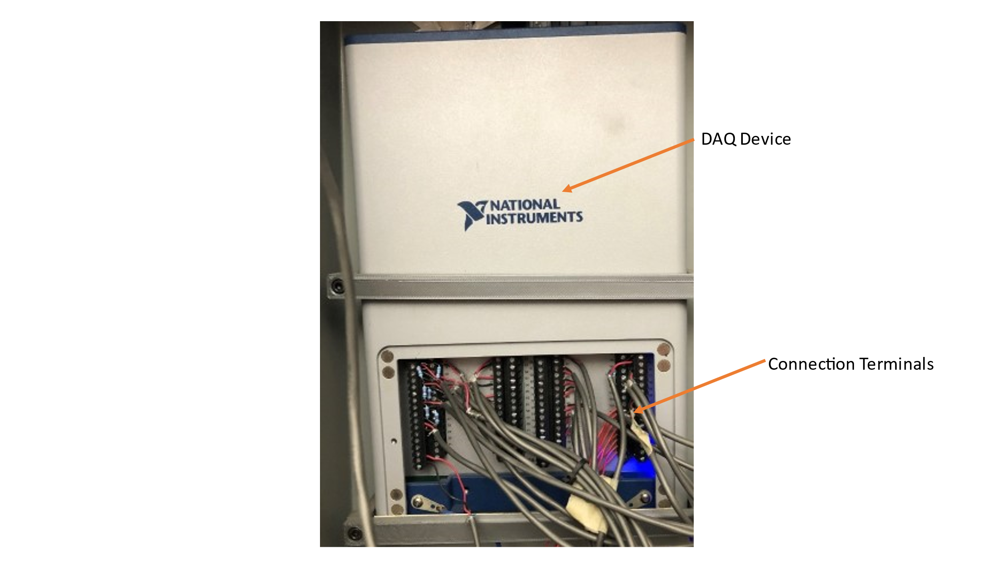 DAQ Device
NATIONAL
INSTRUMENTS
Connection Terminals